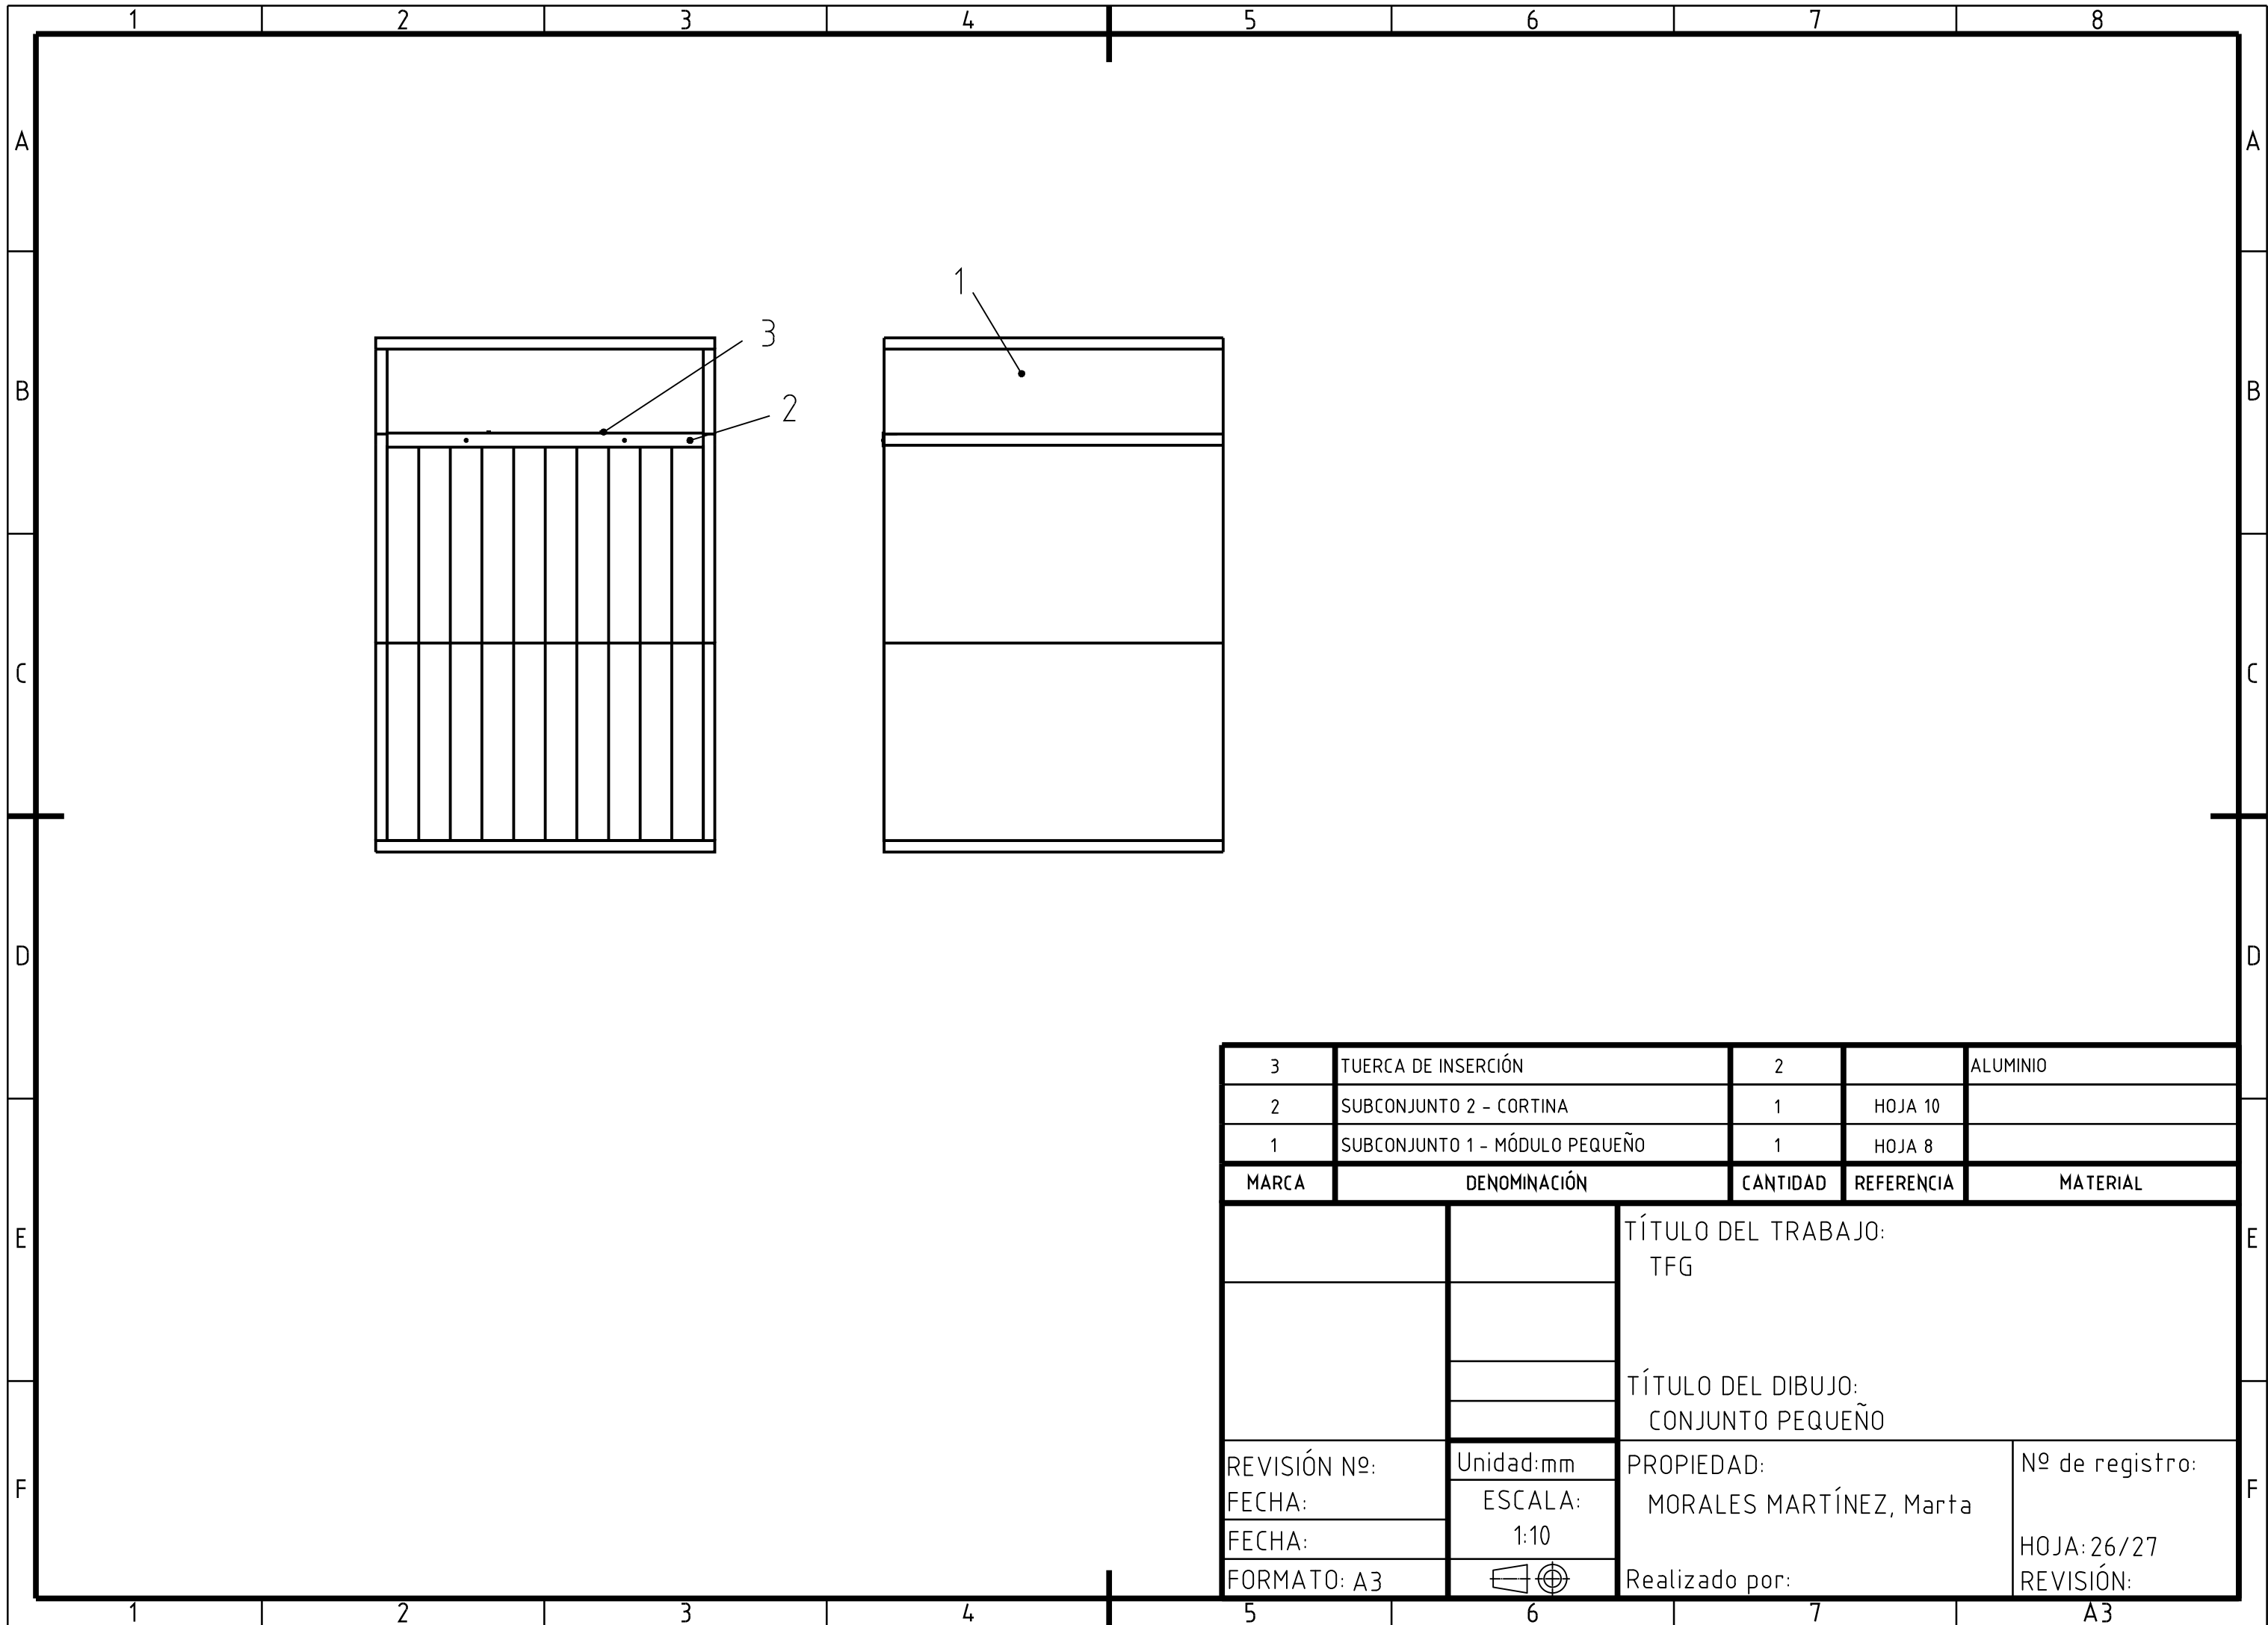 1 2 3 4 5 6 7 8
A A
B B
C C
D D
E E
F F
1
3
2
3 TUERCA DE INSERCIÓN 2 ALUMINIO
2 SUBCONJUNTO 2 - CORTINA 1 HOJA 10
1 SUBCONJUNTO 1 - MÓDULO PEQUEÑO 1 HOJA 8
MARCA DENOMINACIÓN CANTIDAD REFERENCIA MATERIAL
TÍTULO DEL TRABAJO:
TFG
TÍTULO DEL DIBUJO:
CONJUNTO PEQUEÑO
REVISIÓN Nº:
FECHA:
FECHA:
FORMATO: A3
Unidad:mm
ESCALA:
1:10
PROPIEDAD:
MORALES MARTÍNEZ, Marta
Realizado por:
Nº de registro:
HOJA: 26/27
REVISIÓN:
1 2 3 4 5 6 7 A3